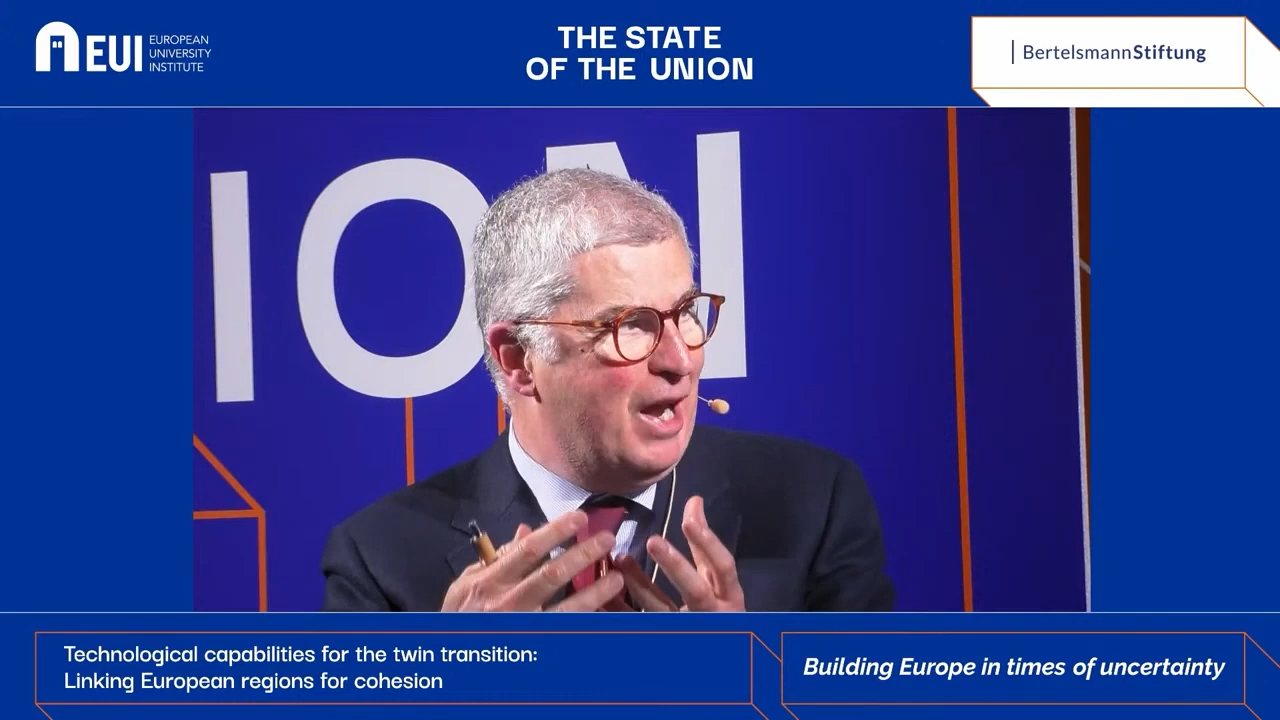 EUI
EUROPEAN
UNIVERSITY
INSTITUTE
THE STATE
OF THE UNION
BertelsmannStiftung
ION
Technological capabilities for the twin transition:
Linking European regions for cohesion
Building Europe in times of uncertainty